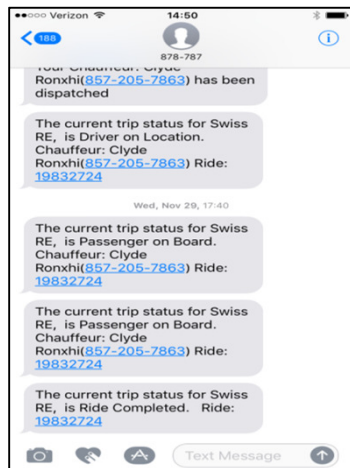 Verizon
14:50
188
878-787
Your Chauffeur: Clyde
Ronxhi(857-205-7863) has been
dispatched
The current trip status for Swiss
RE, is Driver on Location.
Chauffeur: Clyde
Ronxhi(857-205-7863) Ride:
19832724
Wed, Nov 29, 17:40
The current trip status for Swiss
RE, is Passenger on Board.
Chauffeur: Clyde
Ronxhi(857-205-7863) Ride:
19832724
The current trip status for Swiss
RE, is Passenger on Board.
Chauffeur: Clyde
Ronxhi(857-205-7863) Ride:
19832724
The current trip status for Swiss
RE, is Ride Completed. Ride:
19832724
Text Message